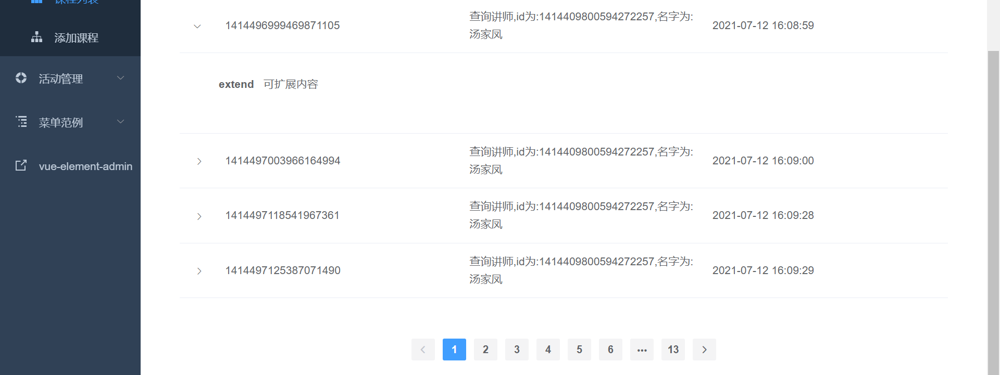 课程列表
添加课程
活动管理
菜单范例
vue-element-admin
1414496999469871105
查询讲师,id为:1414409800594272257,名字为:
汤家凤
2021-07-12 16:08:59
extend 可扩展内容
1414497003966164994
查询讲师,id为:1414409800594272257,名字为:
汤家凤
2021-07-12 16:09:00
1414497118541967361
查询讲师,id为:1414409800594272257,名字为:
汤家凤
2021-07-12 16:09:28
1414497125387071490
查询讲师,id为:1414409800594272257,名字为:
汤家凤
2021-07-12 16:09:29
1 2 3 4 5 6 ••• 13